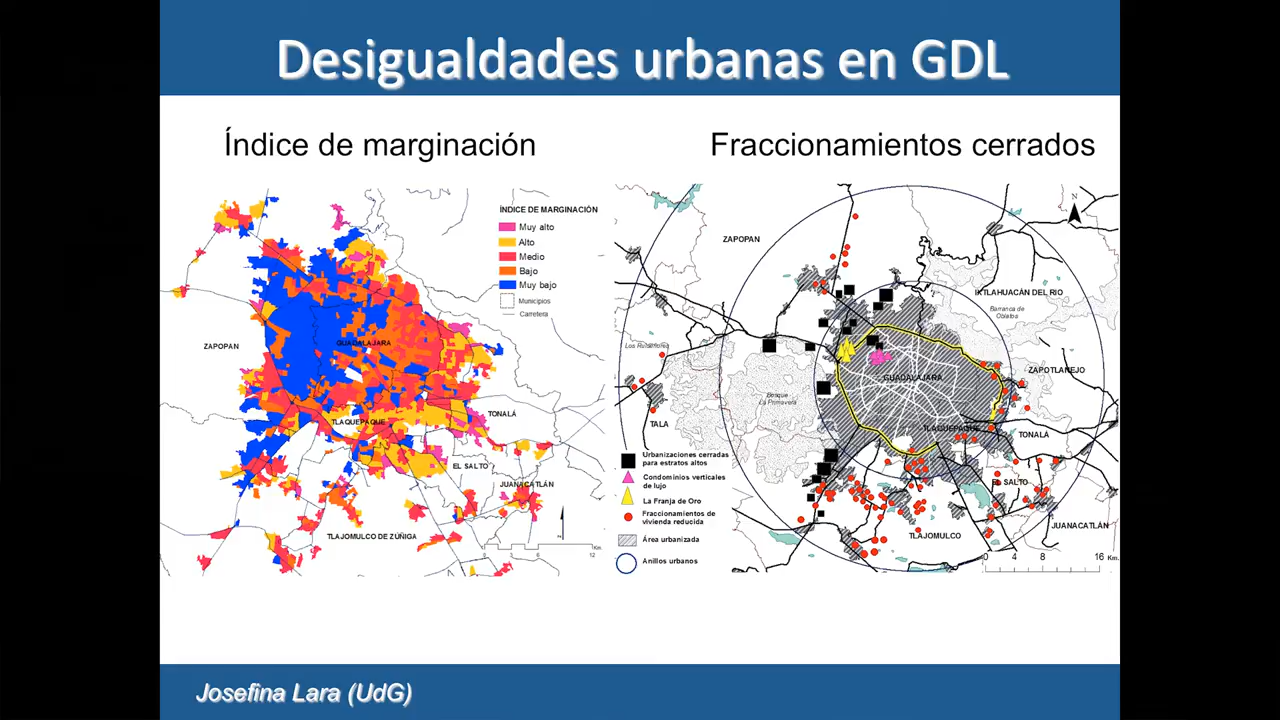 Desigualdades urbanas en GDL
Índice de marginación
Fraccionamientos cerrados
ÍNDICE DE MARGINACIÓN
Muy alto
Alto
Medio
Bajo
Muy bajo
Municipios
Carretera
ZAPOPAN
GUADALAJARA
TLAQUEPAQUE
TONALÁ
EL SALTO
JUANACATLÁN
TLAJOMULCO DE ZÚÑIGA
Km
12
N
ZAPOPAN
IXTLAHUACÁN DEL RIO
Barranca de
Oblatos
ZAPOTLANEJO
GUADALAJARA
Bosque
La Primavera
TALA
TLAQUEPAQUE
TONALÁ
EL SALTO
JUANACATLÁN
TLAJOMULCO
Urbanizaciones cerradas
para estratos altos
Condominios verticales
de lujo
La Franja de Oro
Fraccionamientos de
vivienda reducida
Área urbanizada
Anillos urbanos
0 4 8 16 Km.
Josefina Lara (UdG)